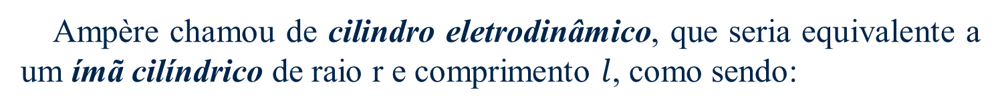 Ampère chamou de cilindro eletrodinâmico, que seria equivalente a
um ímã cilíndrico de raio r e comprimento l, como sendo: